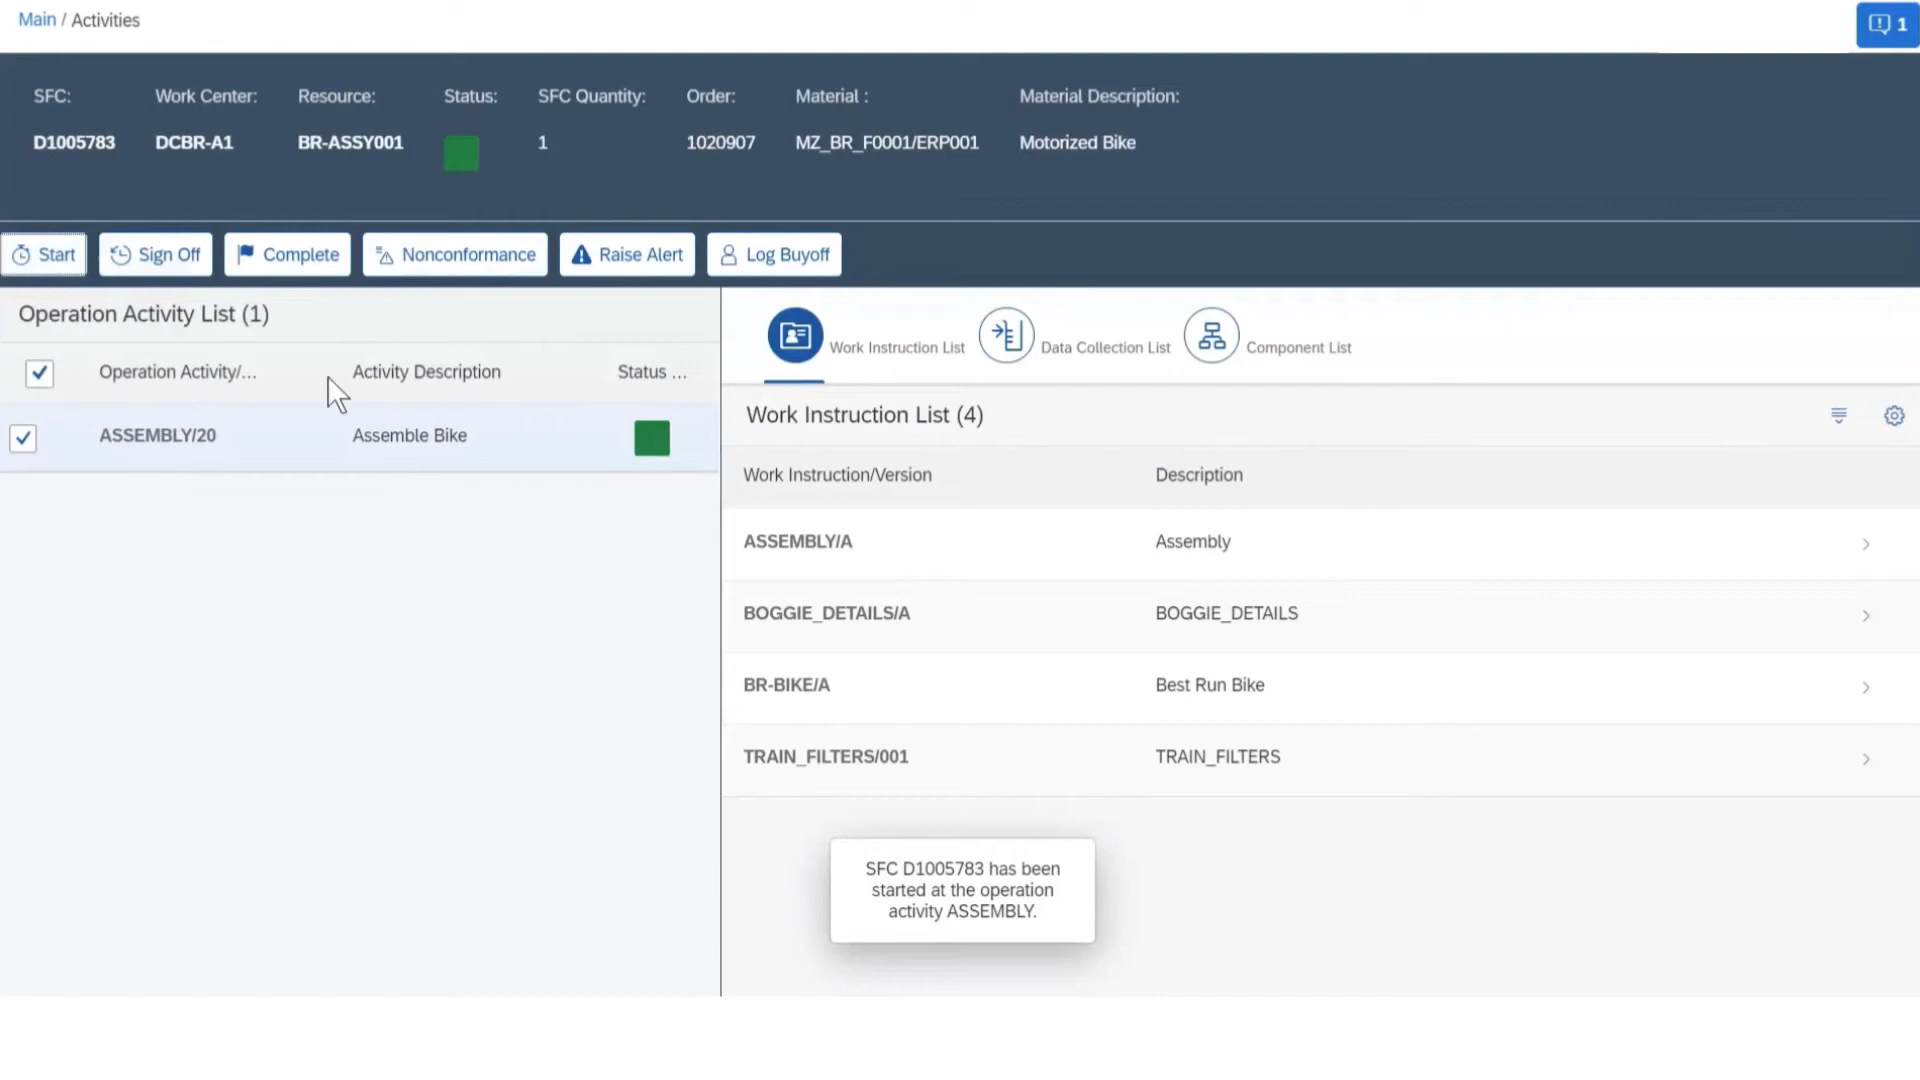 Main / Activities
1
SFC: Work Center: Resource: Status: SFC Quantity: Order: Material : Material Description:
D1005783 DCBR-A1 BR-ASSY001 1 1020907 MZ_BR_F0001/ERP001 Motorized Bike
Start Sign Off Complete Nonconformance Raise Alert Log Buyoff
Operation Activity List (1)
Operation Activity/... Activity Description Status ...
ASSEMBLY/20 Assemble Bike
Work Instruction List Data Collection List Component List
Work Instruction List (4)
Work Instruction/Version Description
ASSEMBLY/A Assembly
BOGGIE_DETAILS/A BOGGIE_DETAILS
BR-BIKE/A Best Run Bike
TRAIN_FILTERS/001 TRAIN_FILTERS
SFC D1005783 has been
started at the operation
activity ASSEMBLY.